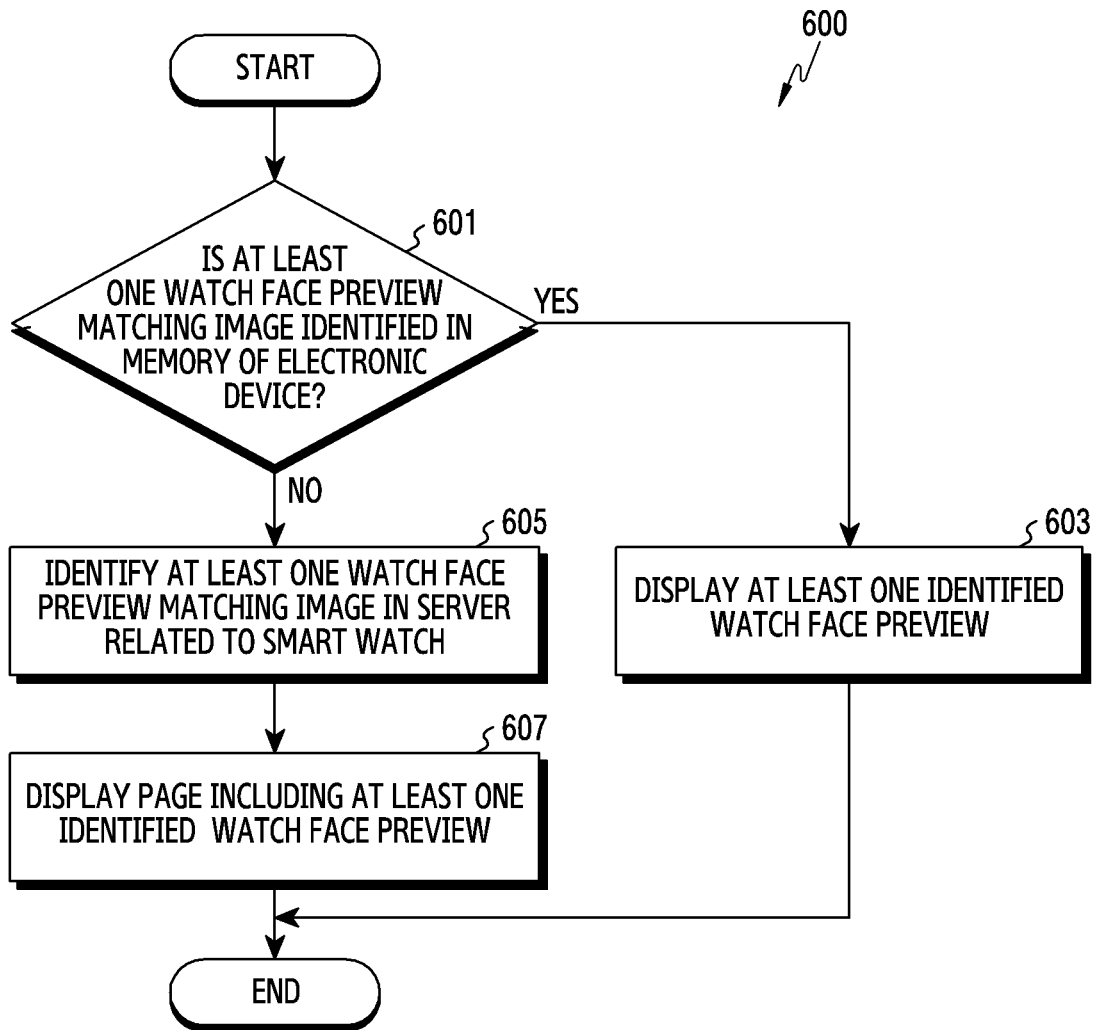 600
START
601
IS AT LEAST
ONE WATCH FACE PREVIEW
MATCHING IMAGE IDENTIFIED IN
MEMORY OF ELECTRONIC
DEVICE?
YES
NO
605
IDENTIFY AT LEAST ONE WATCH FACE
PREVIEW MATCHING IMAGE IN SERVER
RELATED TO SMART WATCH
603
DISPLAY AT LEAST ONE IDENTIFIED
WATCH FACE PREVIEW
607
DISPLAY PAGE INCLUDING AT LEAST ONE
IDENTIFIED WATCH FACE PREVIEW
END